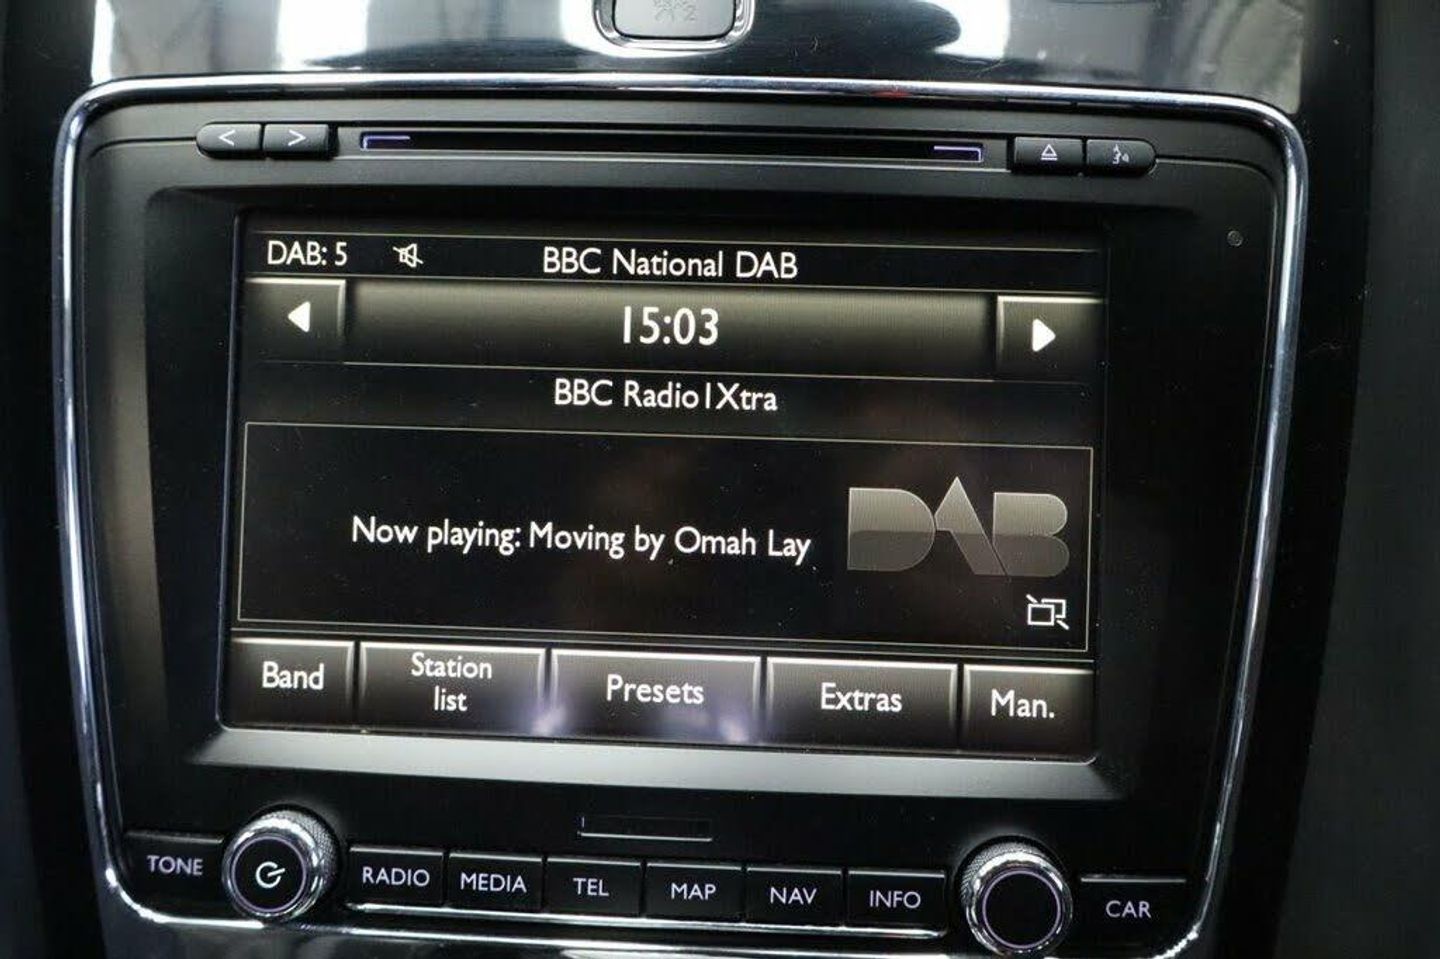 2
< >
DAB: 5 BBC National DAB
15:03
BBC Radio1Xtra
Now playing: Moving by Omah Lay
DAB
Band Station list Presets Extras Man.
TONE RADIO MEDIA TEL MAP NAV INFO CAR